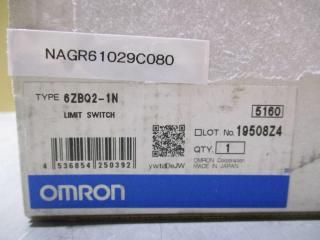 NAGR61029C080
TYPE 6ZBQ2-1N
LIMIT SWITCH
5160
LOT No. 19508Z4
QTY. 1
4 536854 250392
ywtdDeJW
OMRON Corporation
MADE IN JAPAN
OMRON